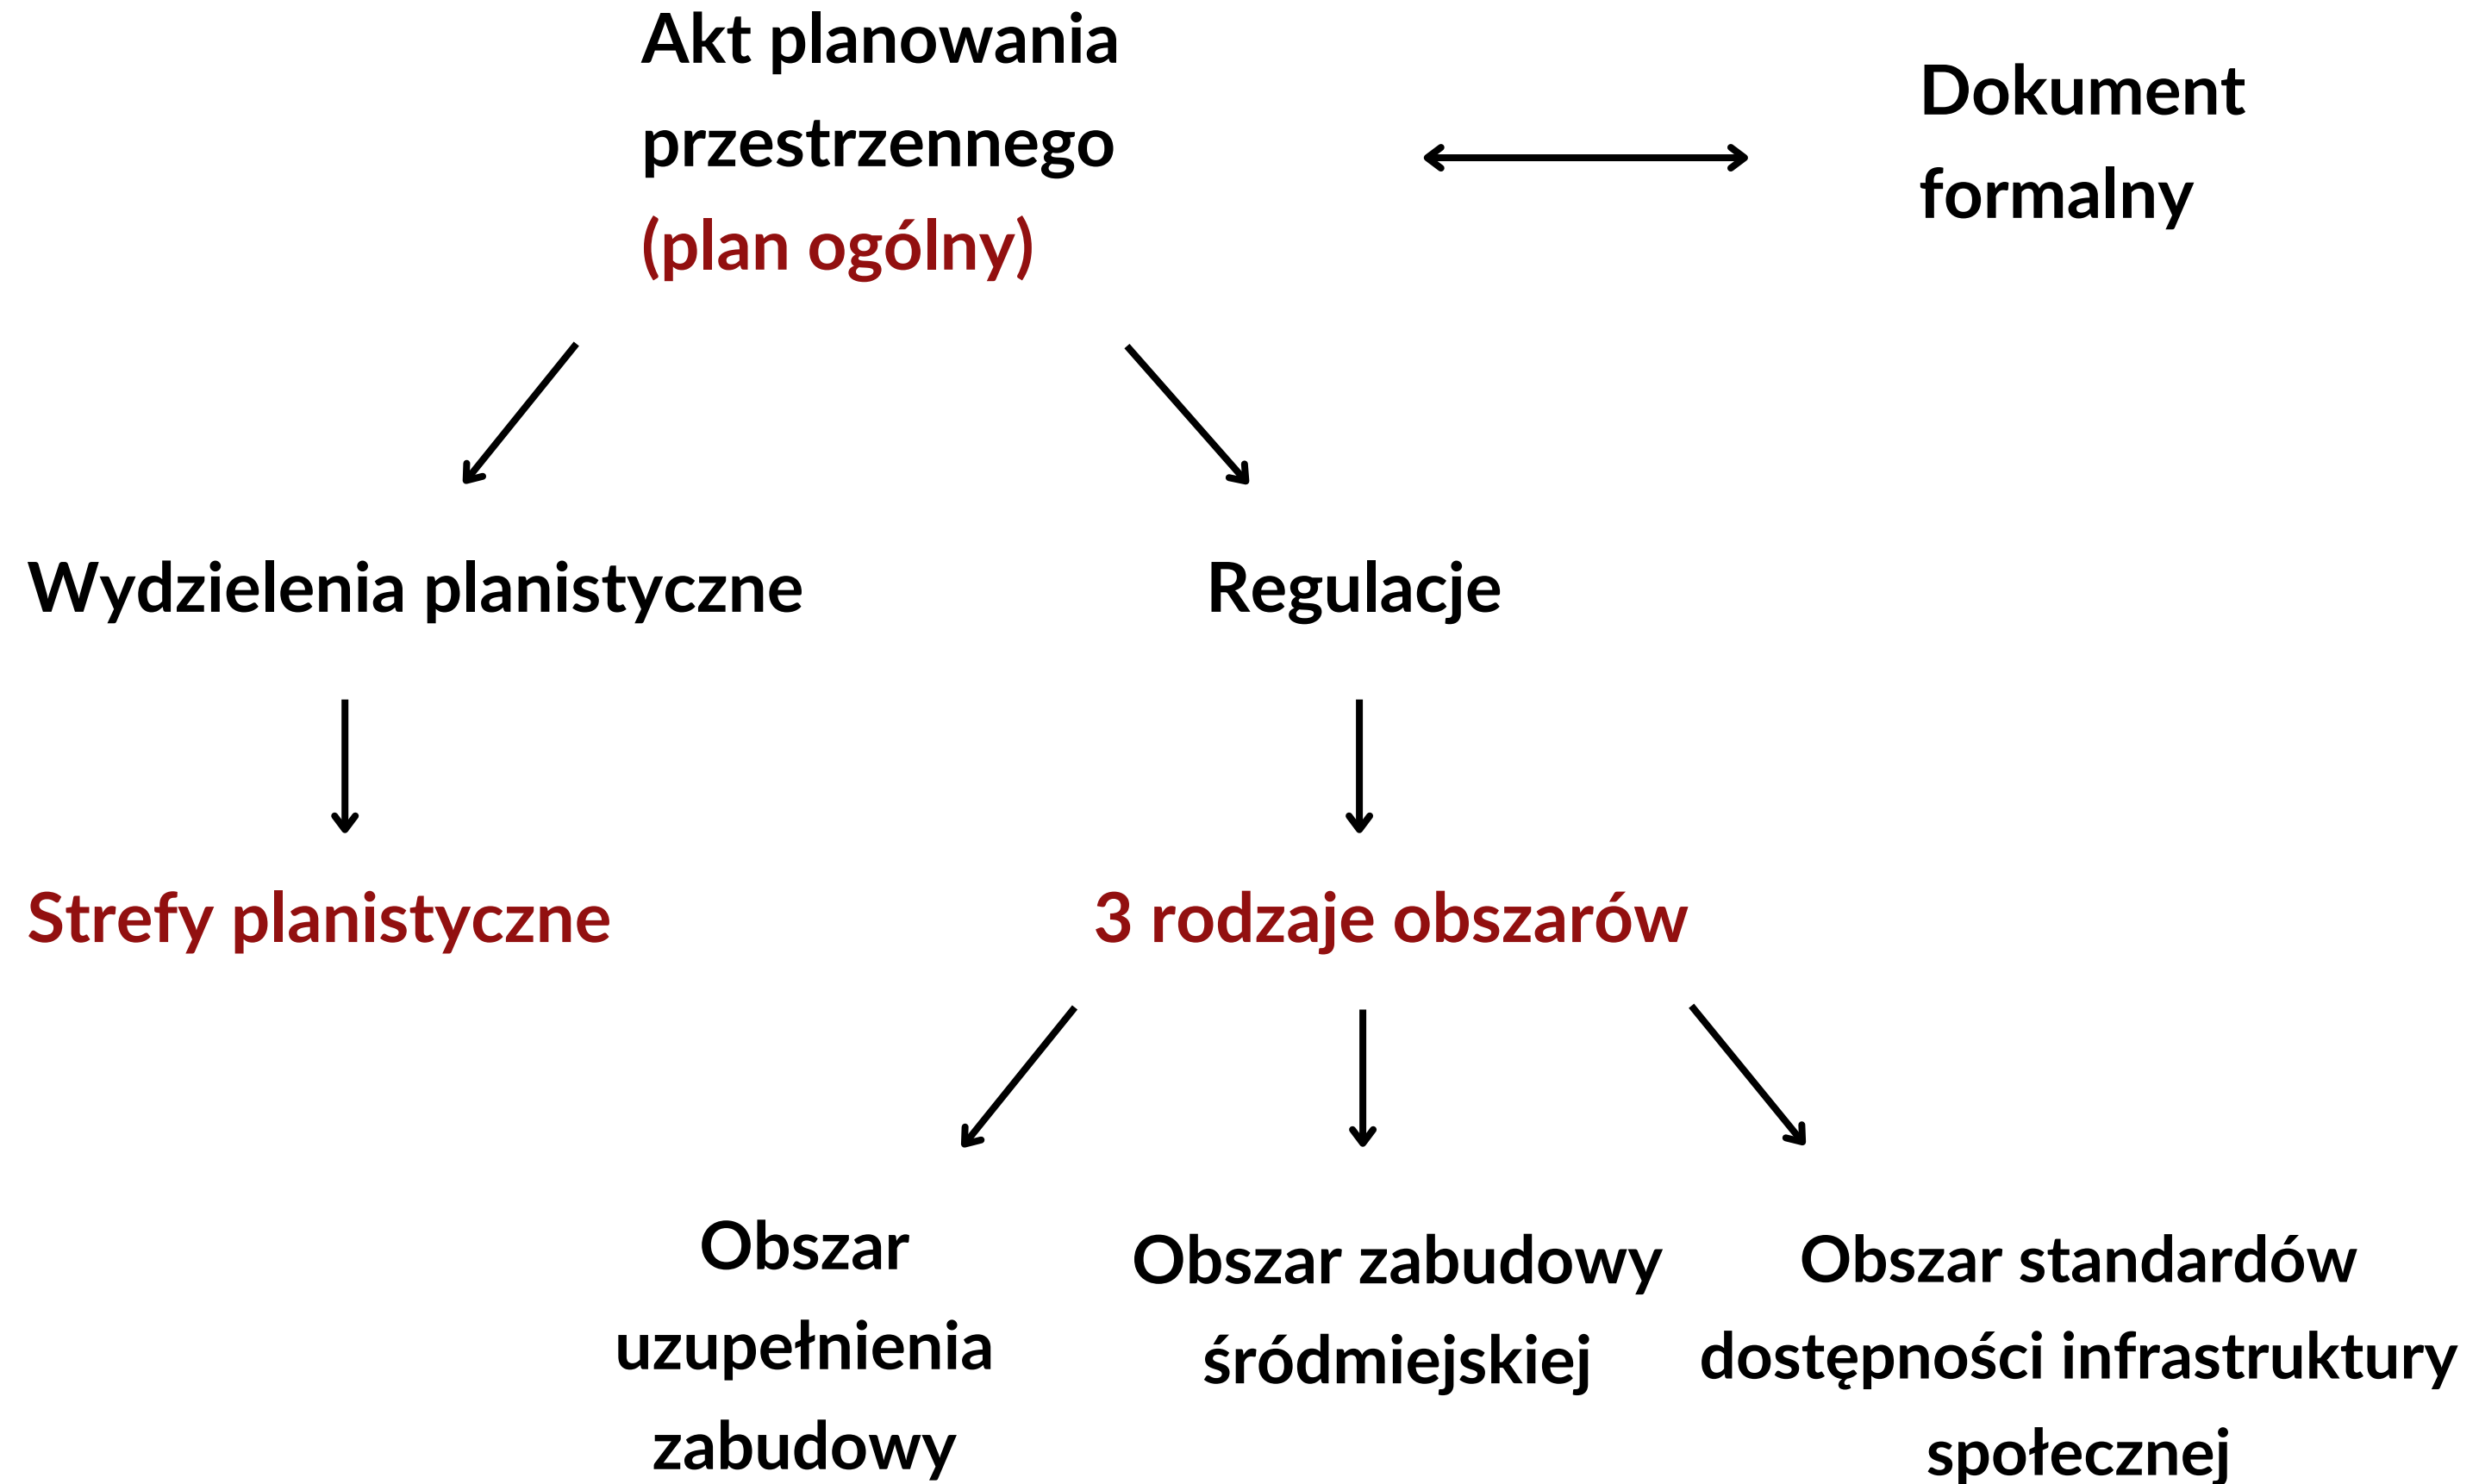 Akt planowania
przestrzennego
(plan ogólny)
Dokument
formalny
Wydzielenia planistyczne
Regulacje
Strefy planistyczne
3 rodzaje obszarów
Obszar
uzupełnienia
zabudowy
Obszar zabudowy
śródmiejskiej
Obszar standardów
dostępności infrastruktury
społecznej